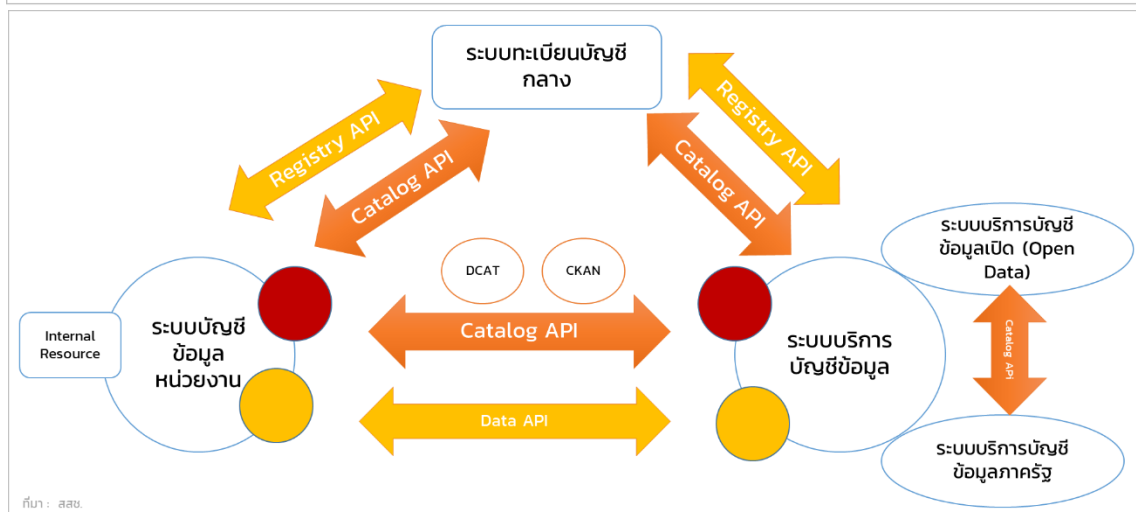 ระบบทะเบียนบัญชี
กลาง
Registry API
Catalog API
Registry API
Catalog API
DCAT
CKAN
ระบบบริการบัญชี
ข้อมูลเปิด (Open
Data)
Internal
Resource
ระบบบัญชี
ข้อมูล
หน่วยงาน
Catalog API
ระบบบริการ
บัญชีข้อมูล
Catalog API
Data API
ระบบบริการบัญชี
ข้อมูลภาครัฐ
ที่มา : สสช.